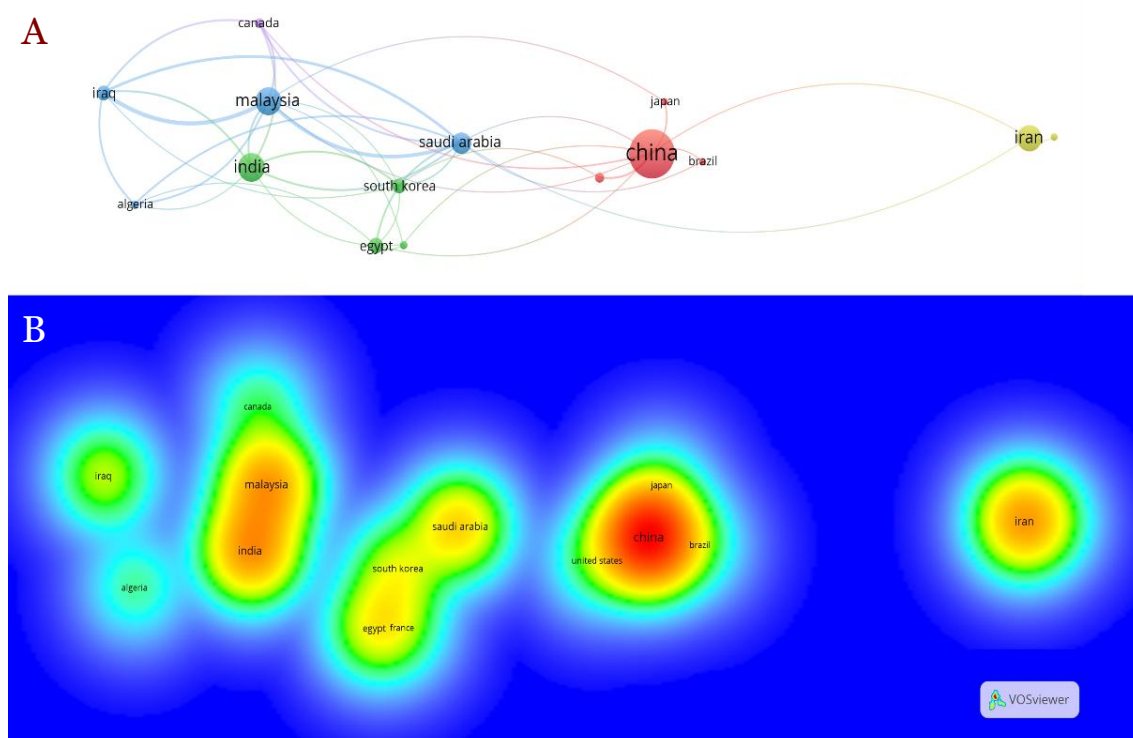 A
canada
iraq
malaysia
japan
saudi arabia
china
iran
brazil
india
south korea
algeria
egypt
B
canada
iraq
malaysia
japan
saudi arabia
iran
china
brazil
india
united states
south korea
algeria
egypt france
VOSviewer